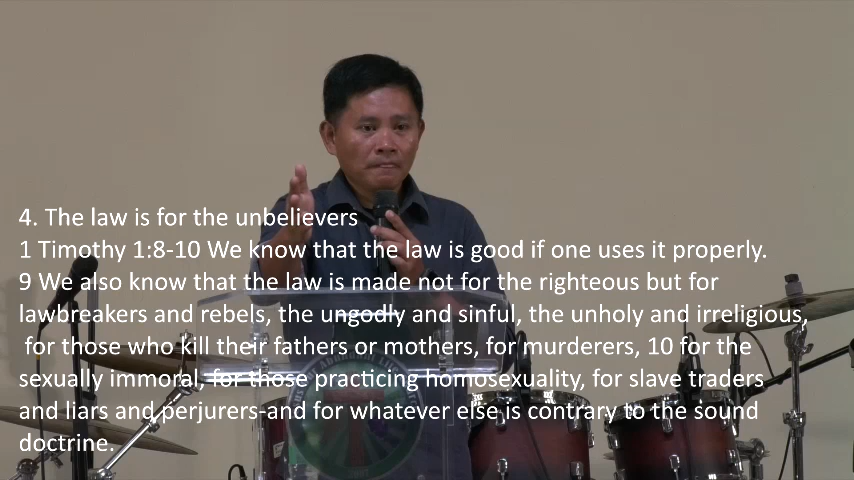 4. The law is for the unbelievers
1 Timothy 1:8-10 We know that the law is good if one uses it properly.
9 We also know that the law is made not for the righteous but for
lawbreakers and rebels, the ungodly and sinful, the unholy and irreligious,
for those who kill their fathers or mothers, for murderers, 10 for the
sexually immoral, for those practicing homosexuality, for slave traders
and liars and perjurers-and for whatever else is contrary to the sound
doctrine.